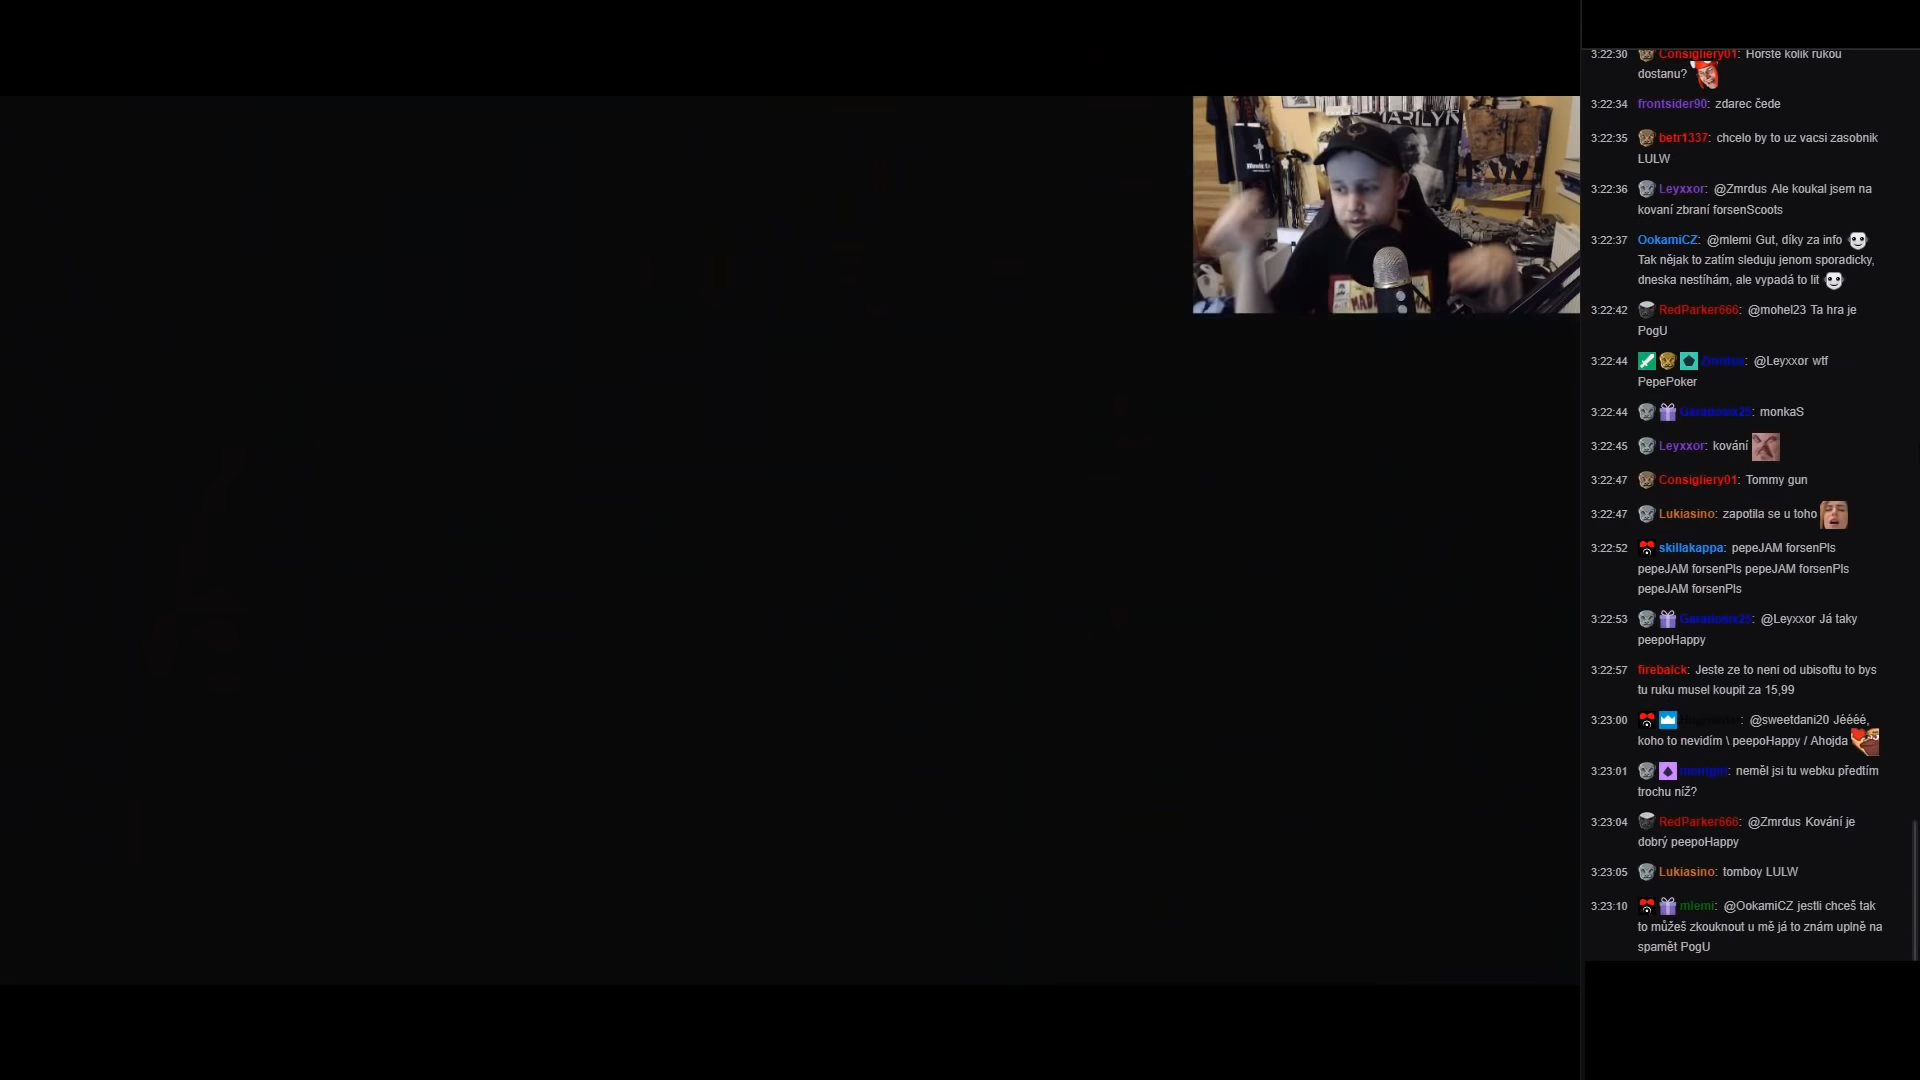 MARILYN
3:22:30 Consigliery01: Horste kolik rukou
dostanu?
3:22:34 frontsider90: zdarec čede
3:22:35 betr1337: chcelo by to uz vacsi zasobnik
LULW
3:22:36 Leyxxor: @Zmrdus Ale koukal jsem na
kovaní zbraní forsenScoots
3:22:37 OokamiCZ: @mlemi Gut, díky za info
Tak nějak to zatím sleduju jenom sporadicky,
dneska nestíhám, ale vypadá to lit
3:22:42 RedParker666: @mohel23 Ta hra je
PogU
3:22:44 Zmrdus: @Leyxxor wtf
PepePoker
3:22:44 : monkaS
3:22:45 Leyxxor: kování
3:22:47 Consigliery01: Tommy gun
3:22:47 Lukiasino: zapotila se u toho
3:22:52 skillakappa: pepeJAM forsenPls
pepeJAM forsenPls pepeJAM forsenPls
pepeJAM forsenPls
3:22:53 : @Leyxxor Já taky
peepoHappy
3:22:57 firebalck: Jeste ze to neni od ubisoftu to bys
tu ruku musel koupit za 15,99
3:23:00 : @sweetdani20 Jéééé,
koho to nevidím \ peepoHappy / Ahojda
3:23:01 : neměl jsi tu webku předtím
trochu níž?
3:23:04 RedParker666: @Zmrdus Kování je
dobrý peepoHappy
3:23:05 Lukiasino: tomboy LULW
3:23:10 mlemi: @OokamiCZ jestli chceš tak
to můžeš zkouknout u mě já to znám uplně na
spamět PogU